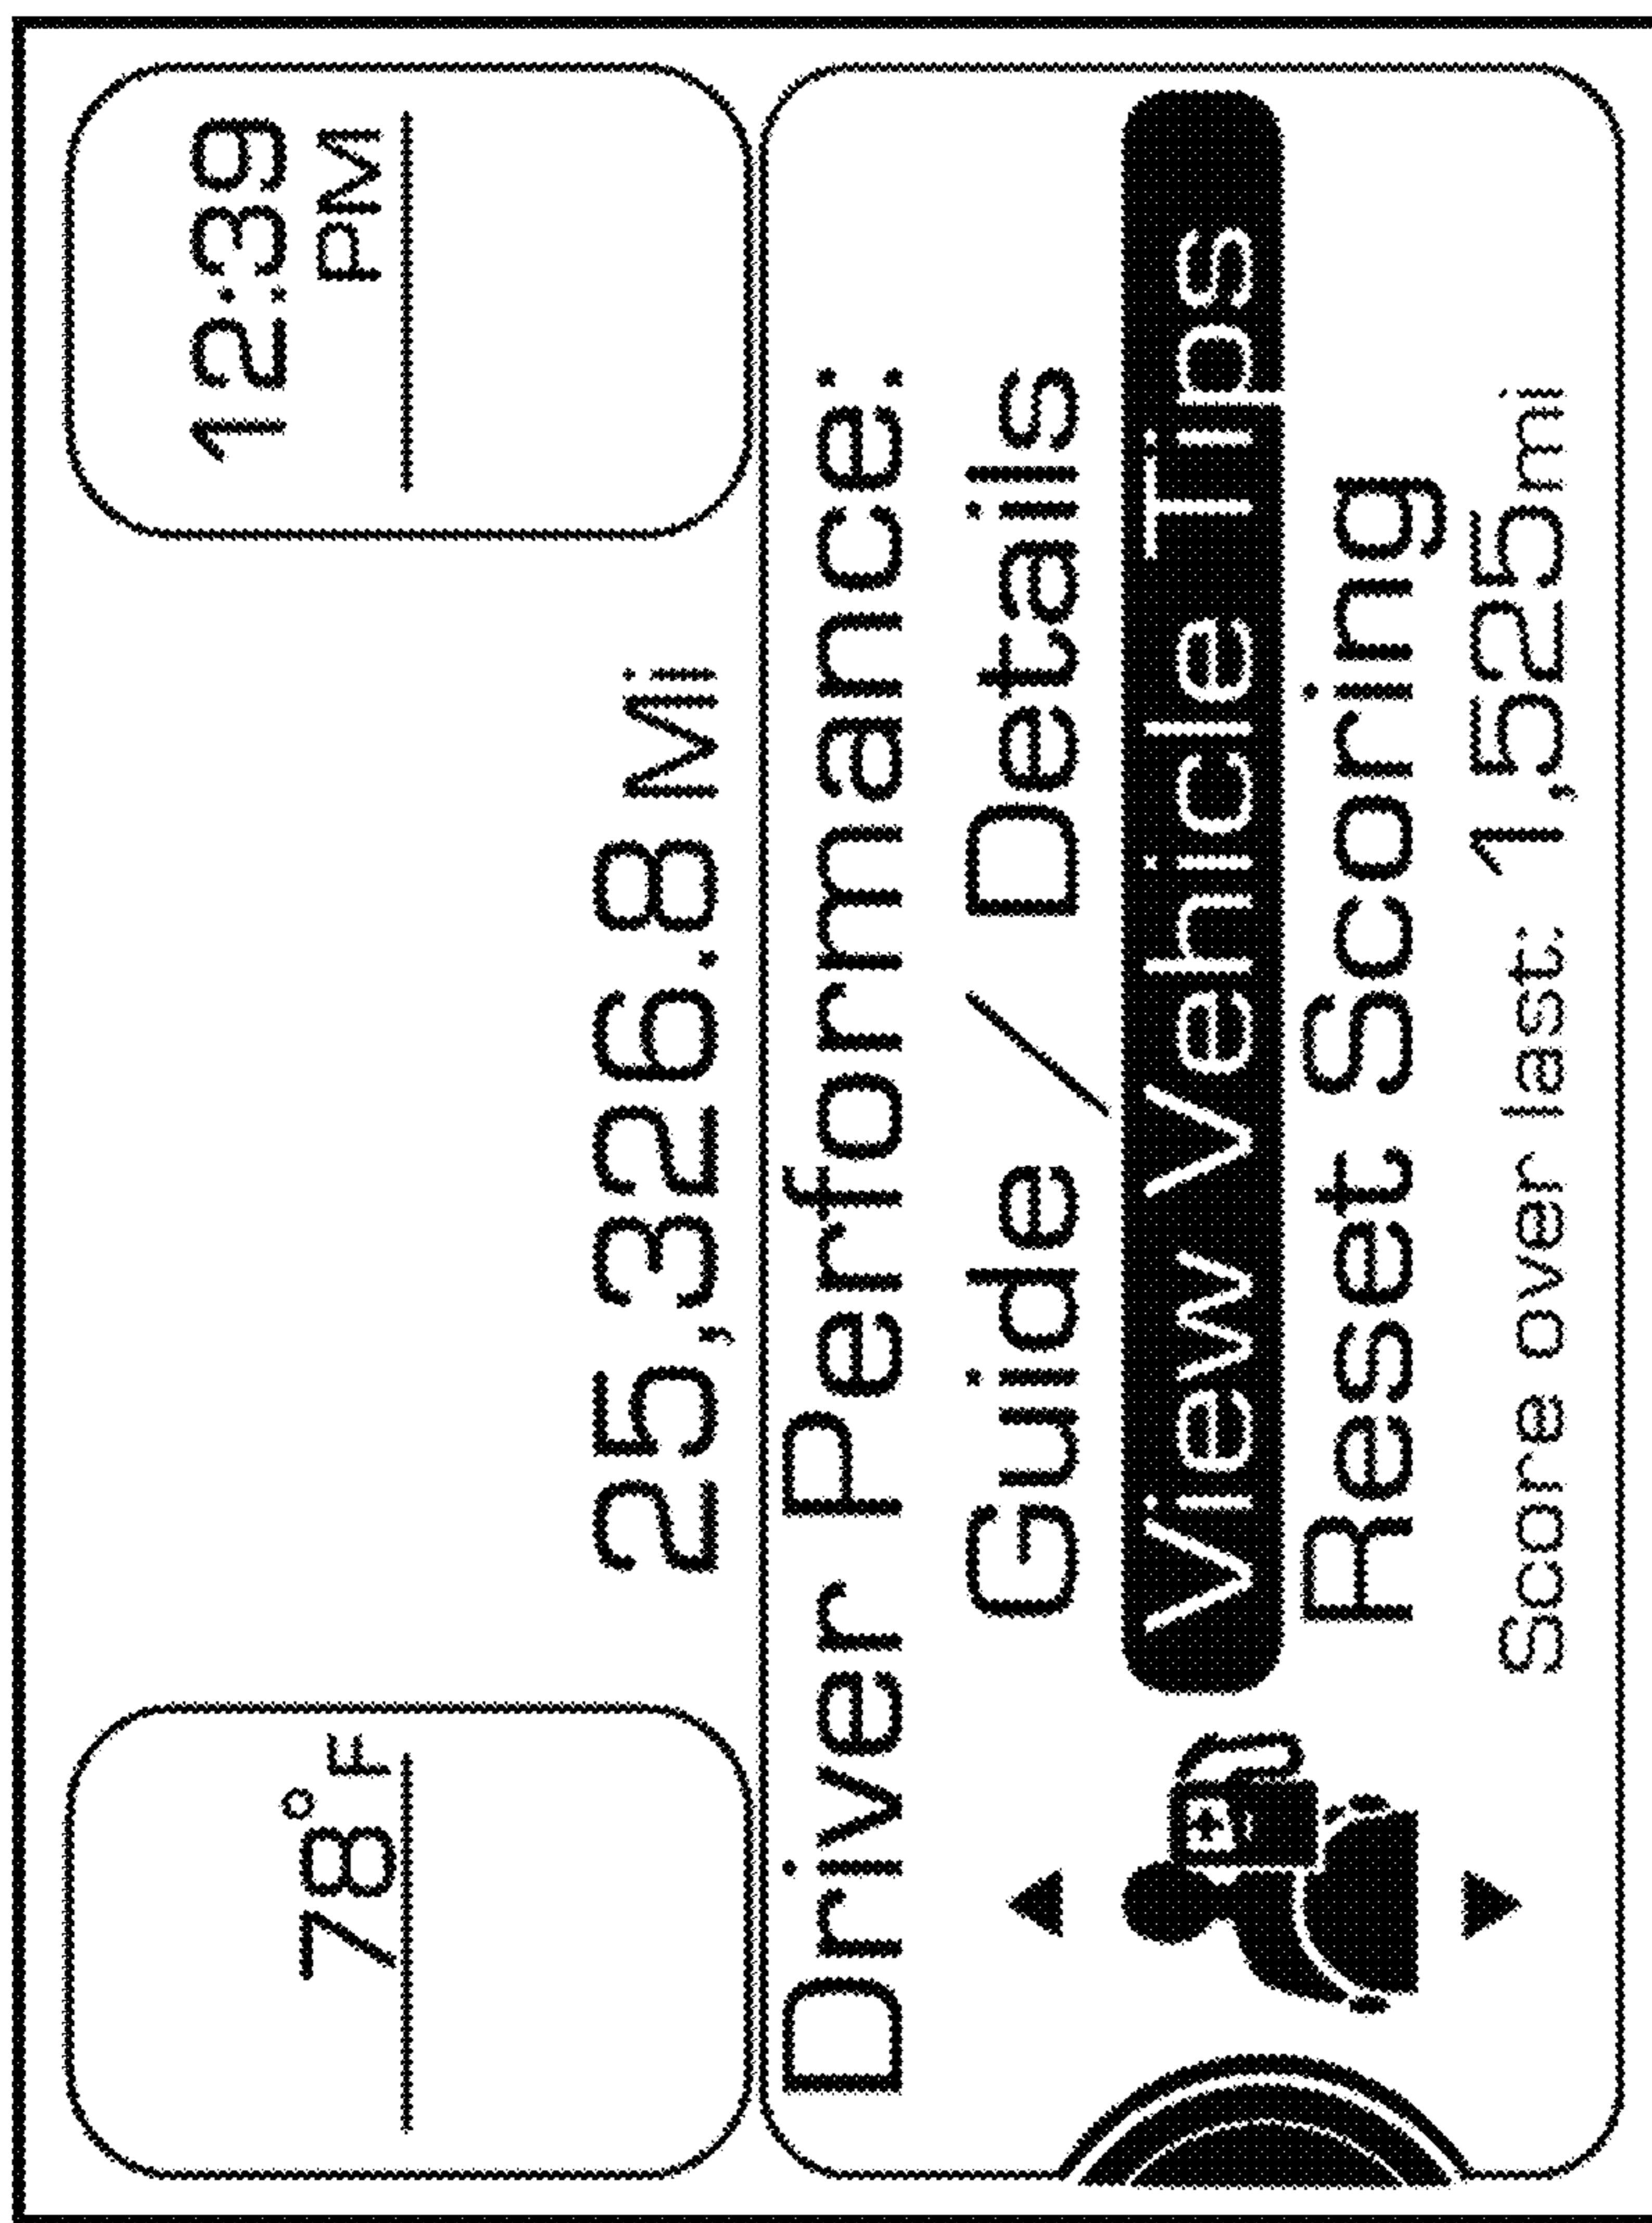 78°F
12:39
PM
25,326.8 Mi
Driver Performance:
Guide / Details
View Vehicle Tips
Reset Scoring
Score over last: 1,525mi